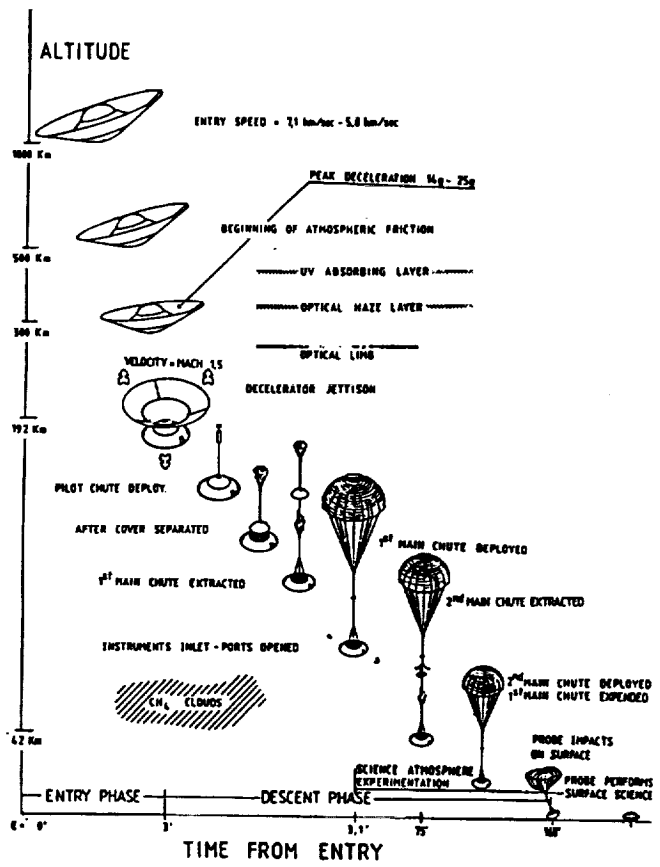 ALTITUDE
ENTRY SPEED = 7,1 km/sec - 5,8 km/sec
1000 Km
PEAK DECELERATION 14g - 25g
BEGINNING OF ATMOSPHERIC FRICTION
500 Km
UV ABSORBING LAYER
OPTICAL HAZE LAYER
300 Km
OPTICAL LIMB
VELOCITY = MACH 1,5
DECELERATOR JETTISON
192 Km
PILOT CHUTE DEPLOY.
AFTER COVER SEPARATED
1st MAIN CHUTE DEPLOYED
1st MAIN CHUTE EXTRACTED
2nd MAIN CHUTE EXTRACTED
INSTRUMENTS INLET-PORTS OPENED
2nd MAIN CHUTE DEPLOYED
1st MAIN CHUTE EXPENDED
CH4 CLOUDS
42 Km
PROBE IMPACTS
ON SURFACE
SCIENCE ATMOSPHERE
EXPERIMENTATION
PROBE PERFORMS
SURFACE SCIENCE
ENTRY PHASE
DESCENT PHASE
0'
3'
3,1'
75'
168'
TIME FROM ENTRY